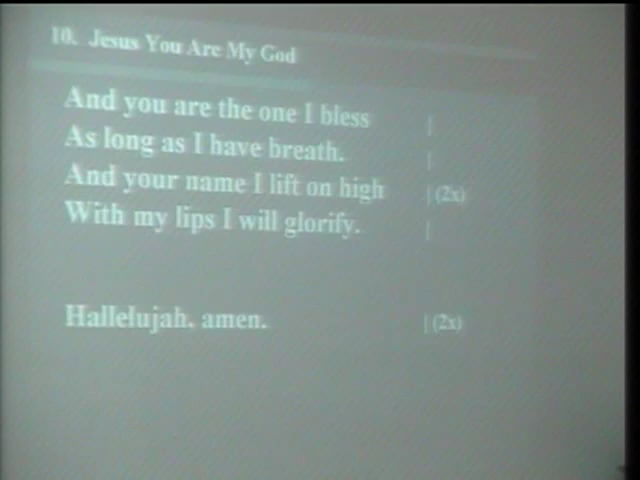 10. Jesus You Are My God
And you are the one I bless |
As long as I have breath. |
And your name I lift on high | (2x)
With my lips I will glorify. |
Hallelujah, amen. | (2x)